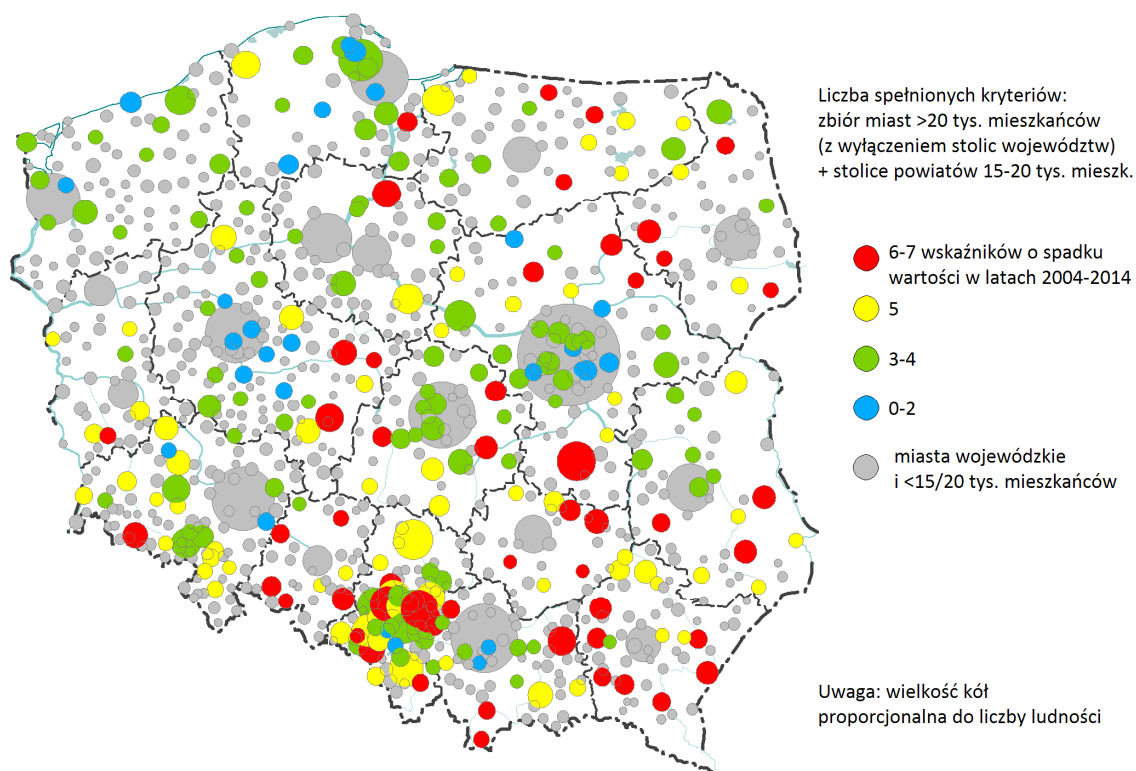 Liczba spełnionych kryteriów:
zbiór miast >20 tys. mieszkańców
(z wyłączeniem stolic województw)
+ stolice powiatów 15-20 tys. mieszk.
6-7 wskaźników o spadku
wartości w latach 2004-2014
5
3-4
0-2
miasta wojewódzkie
i <15/20 tys. mieszkańców
Uwaga: wielkość kół
proporcjonalna do liczby ludności